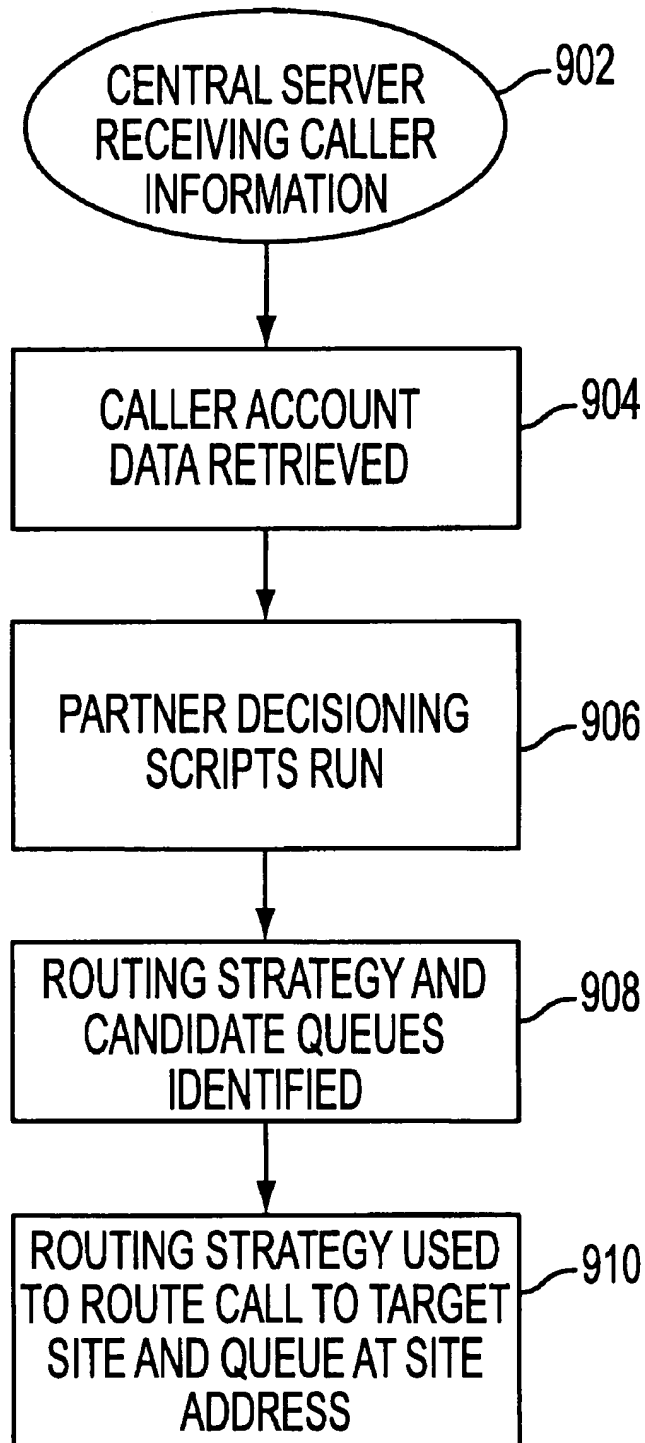 CENTRAL SERVER
RECEIVING CALLER
INFORMATION
902
CALLER ACCOUNT
DATA RETRIEVED
904
PARTNER DECISIONING
SCRIPTS RUN
906
ROUTING STRATEGY AND
CANDIDATE QUEUES
IDENTIFIED
908
ROUTING STRATEGY USED
TO ROUTE CALL TO TARGET
SITE AND QUEUE AT SITE
ADDRESS
910